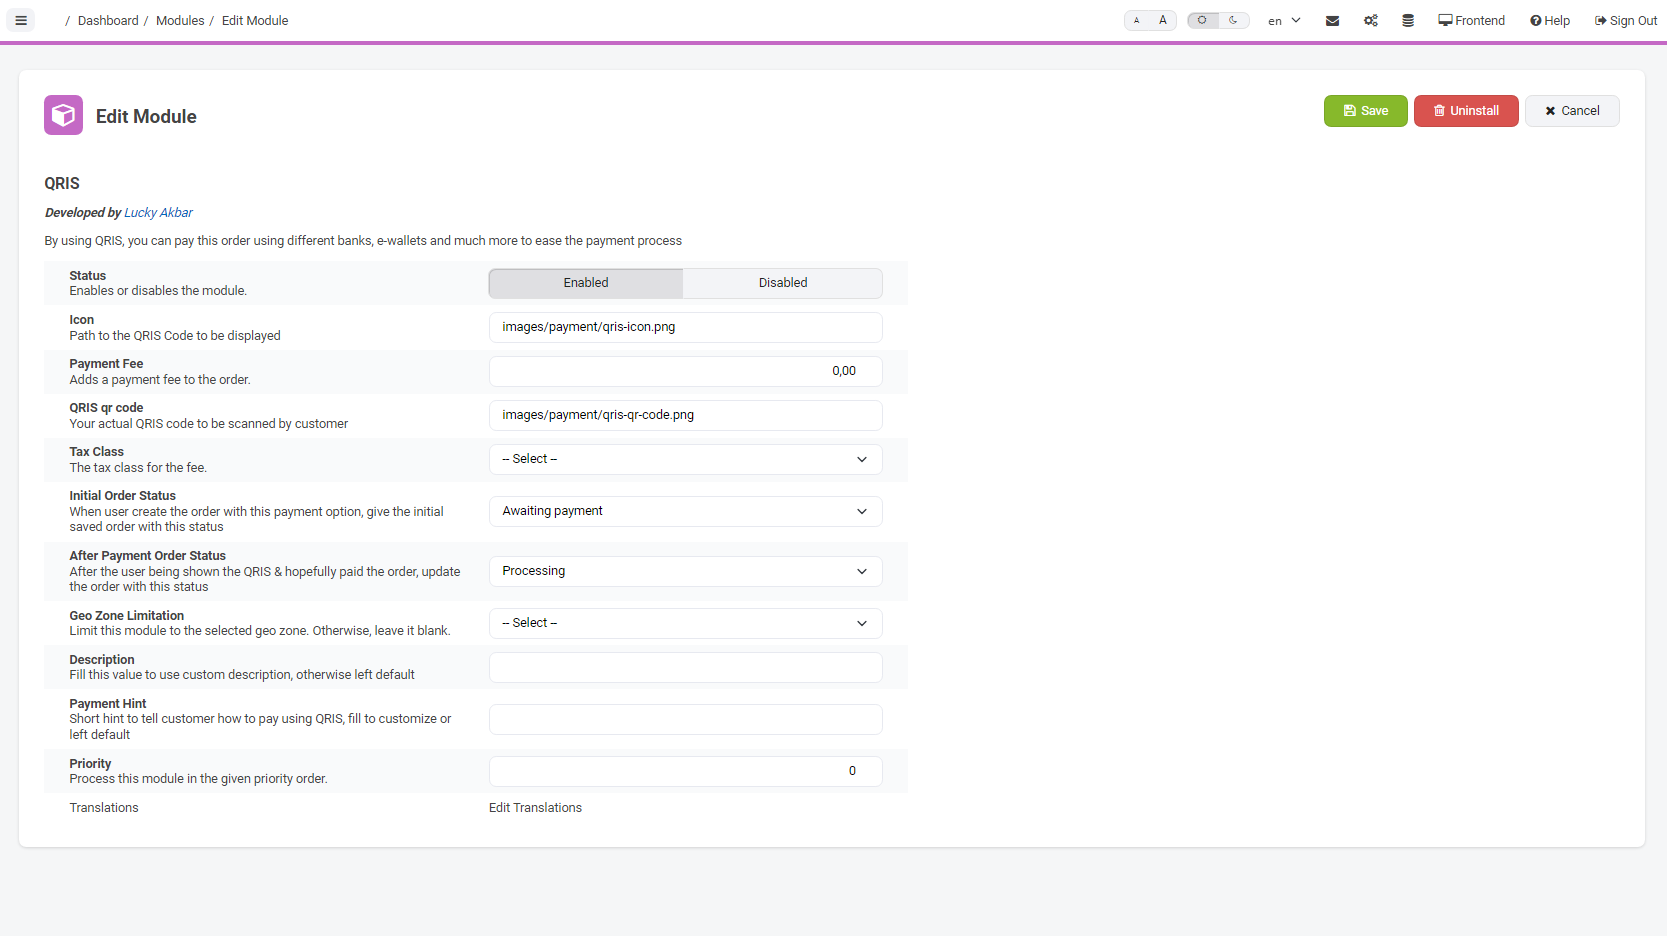 / Dashboard / Modules / Edit Module
A A en Frontend Help Sign Out
Edit Module
Save Uninstall Cancel
QRIS
Developed by Lucky Akbar
By using QRIS, you can pay this order using different banks, e-wallets and much more to ease the payment process
Status
Enables or disables the module.
Enabled Disabled
Icon
Path to the QRIS Code to be displayed
images/payment/qris-icon.png
Payment Fee
Adds a payment fee to the order.
0,00
QRIS qr code
Your actual QRIS code to be scanned by customer
images/payment/qris-qr-code.png
Tax Class
The tax class for the fee.
-- Select --
Initial Order Status
When user create the order with this payment option, give the initial
saved order with this status
Awaiting payment
After Payment Order Status
After the user being shown the QRIS & hopefully paid the order, update
the order with this status
Processing
Geo Zone Limitation
Limit this module to the selected geo zone. Otherwise, leave it blank.
-- Select --
Description
Fill this value to use custom description, otherwise left default
Payment Hint
Short hint to tell customer how to pay using QRIS, fill to customize or
left default
Priority
Process this module in the given priority order.
0
Translations
Edit Translations